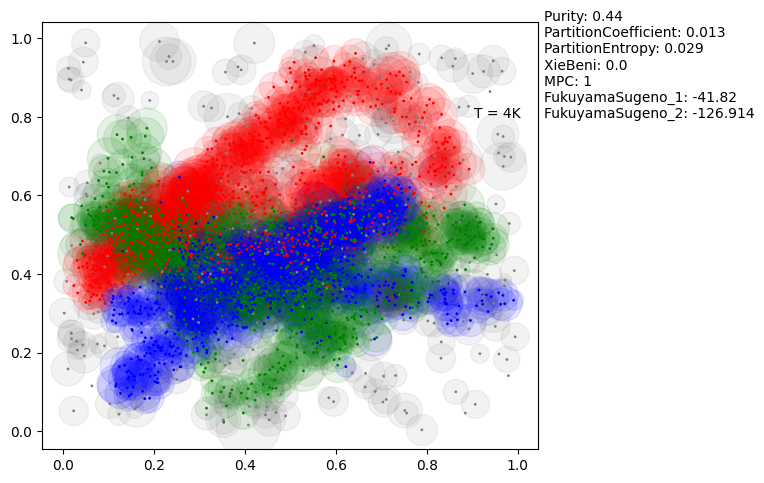 Purity: 0.44
PartitionCoefficient: 0.013
PartitionEntropy: 0.029
XieBeni: 0.0
MPC: 1
FukuyamaSugeno_1: -41.82
FukuyamaSugeno_2: -126.914
T = 4K
1.0
0.8
0.6
0.4
0.2
0.0
0.0 0.2 0.4 0.6 0.8 1.0